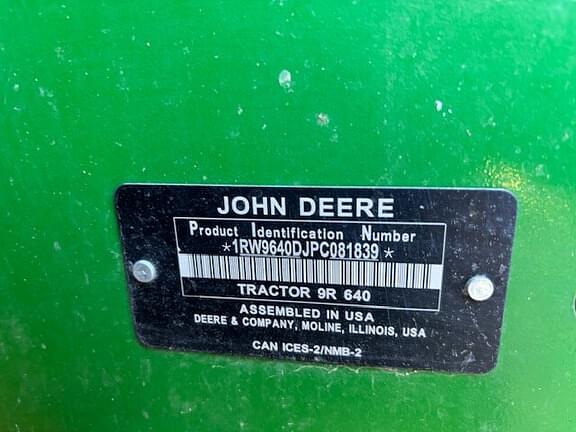 JOHN DEERE
Product Identification Number
*1RW9640DJPC081839*
TRACTOR 9R 640
ASSEMBLED IN USA
DEERE & COMPANY, MOLINE, ILLINOIS, USA
CAN ICES-2/NMB-2